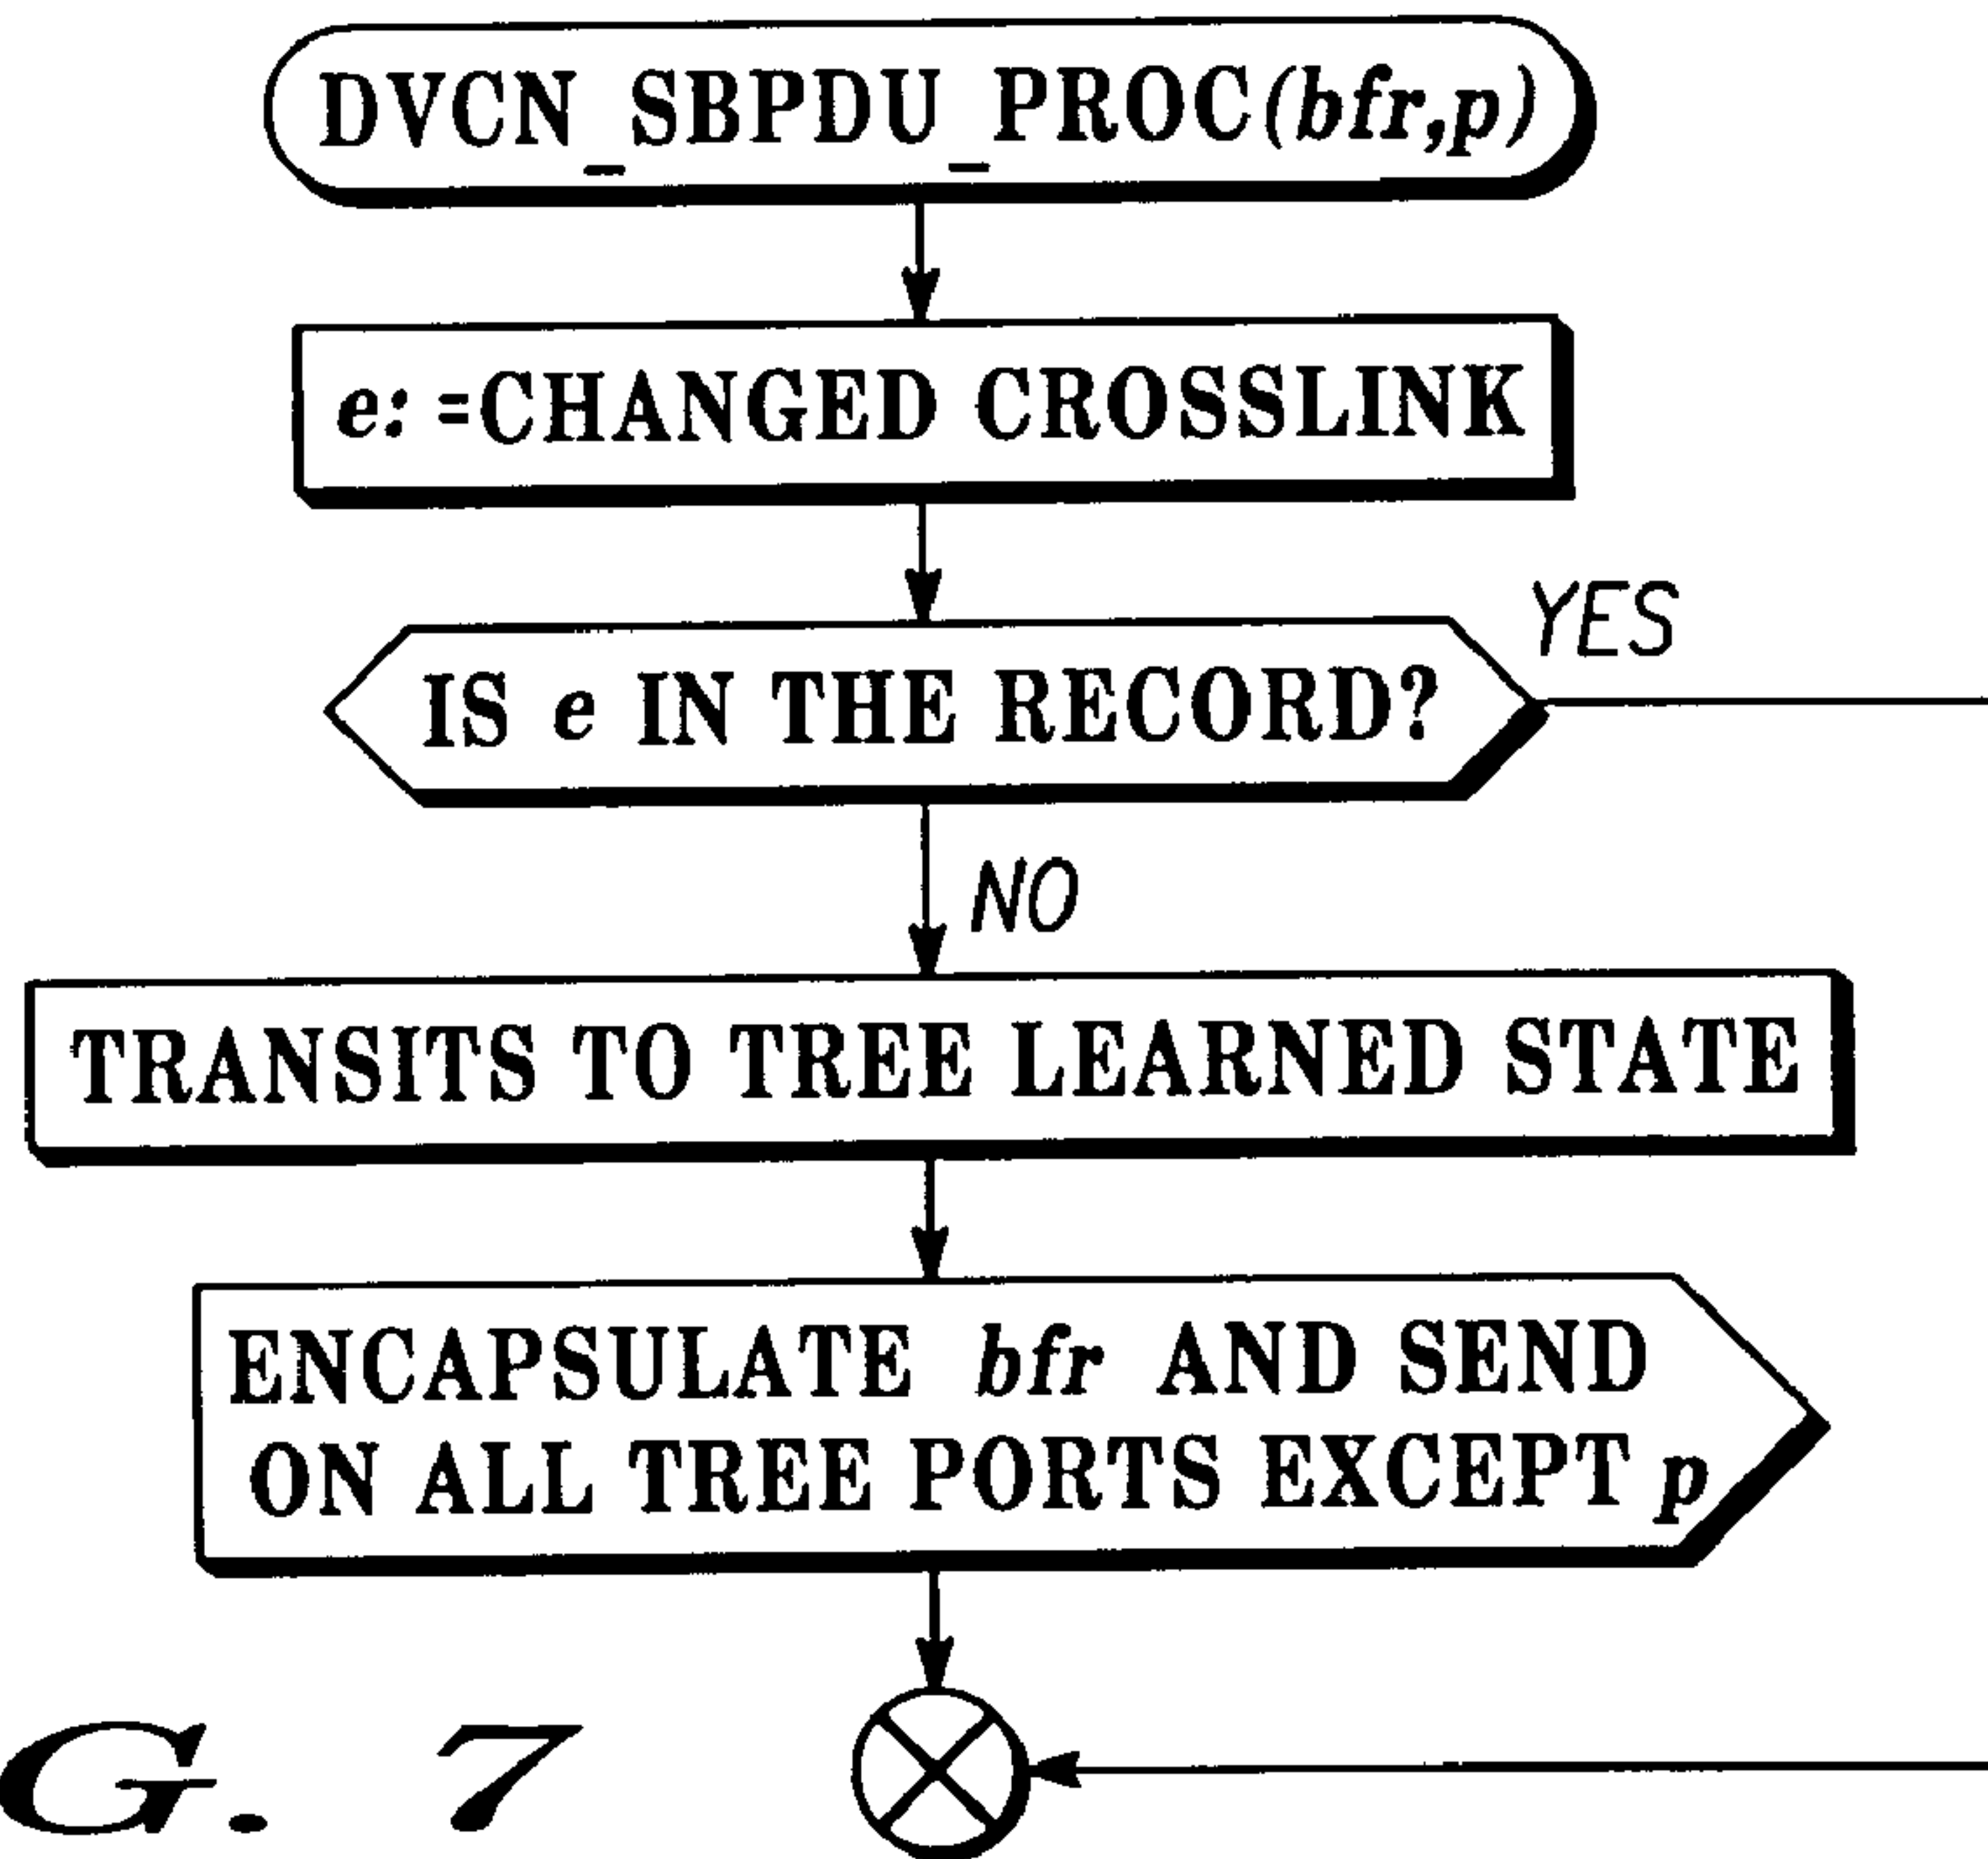 DVCN_SBPDU_PROC(bfr,p)
e:=CHANGED CROSSLINK
IS e IN THE RECORD?
YES
NO
TRANSITS TO TREE LEARNED STATE
ENCAPSULATE bfr AND SEND
ON ALL TREE PORTS EXCEPT p
G. 7